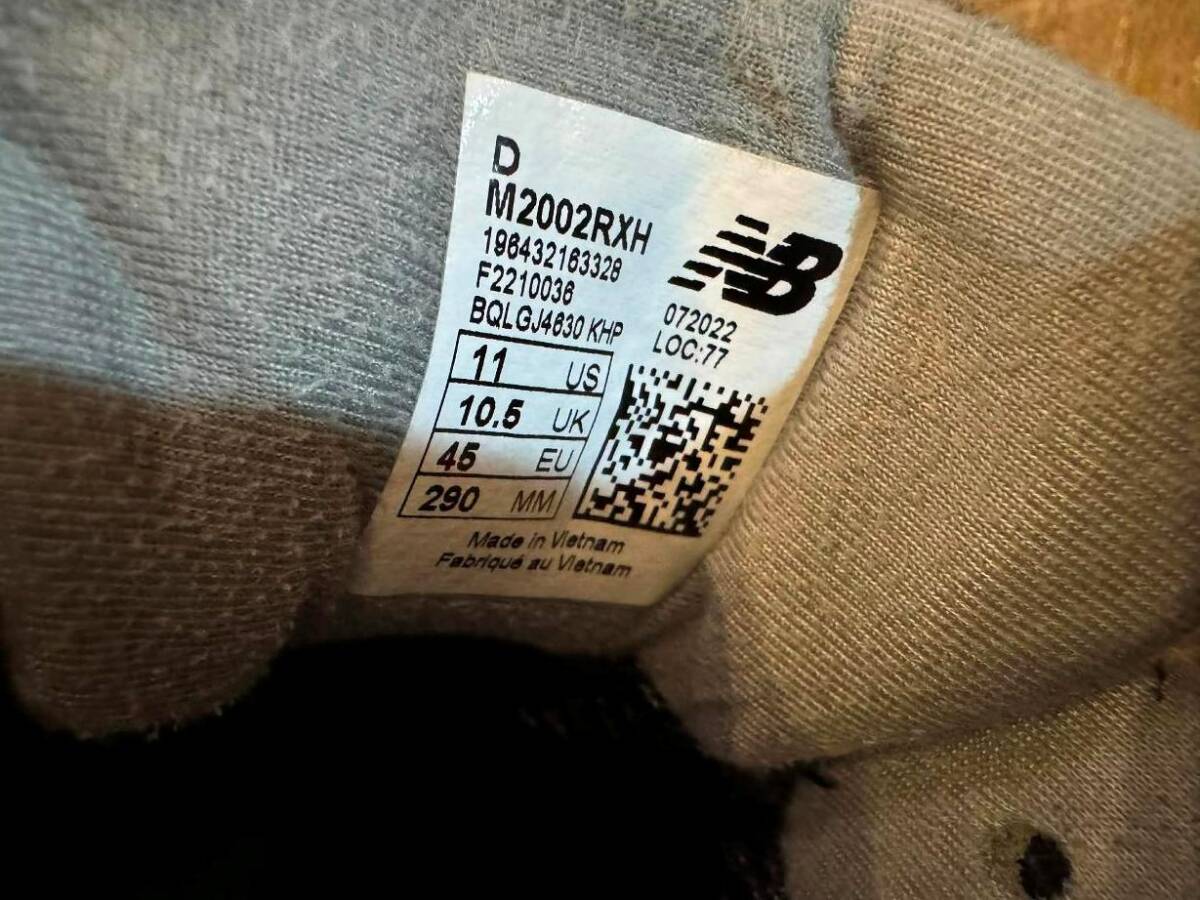 D
M2002RXH
196432163328
F2210036
BQLGJ4630 KHP
NB
072022
LOC:77
11 US
10.5 UK
45 EU
290 MM
Made in Vietnam
Fabriqué au Vietnam